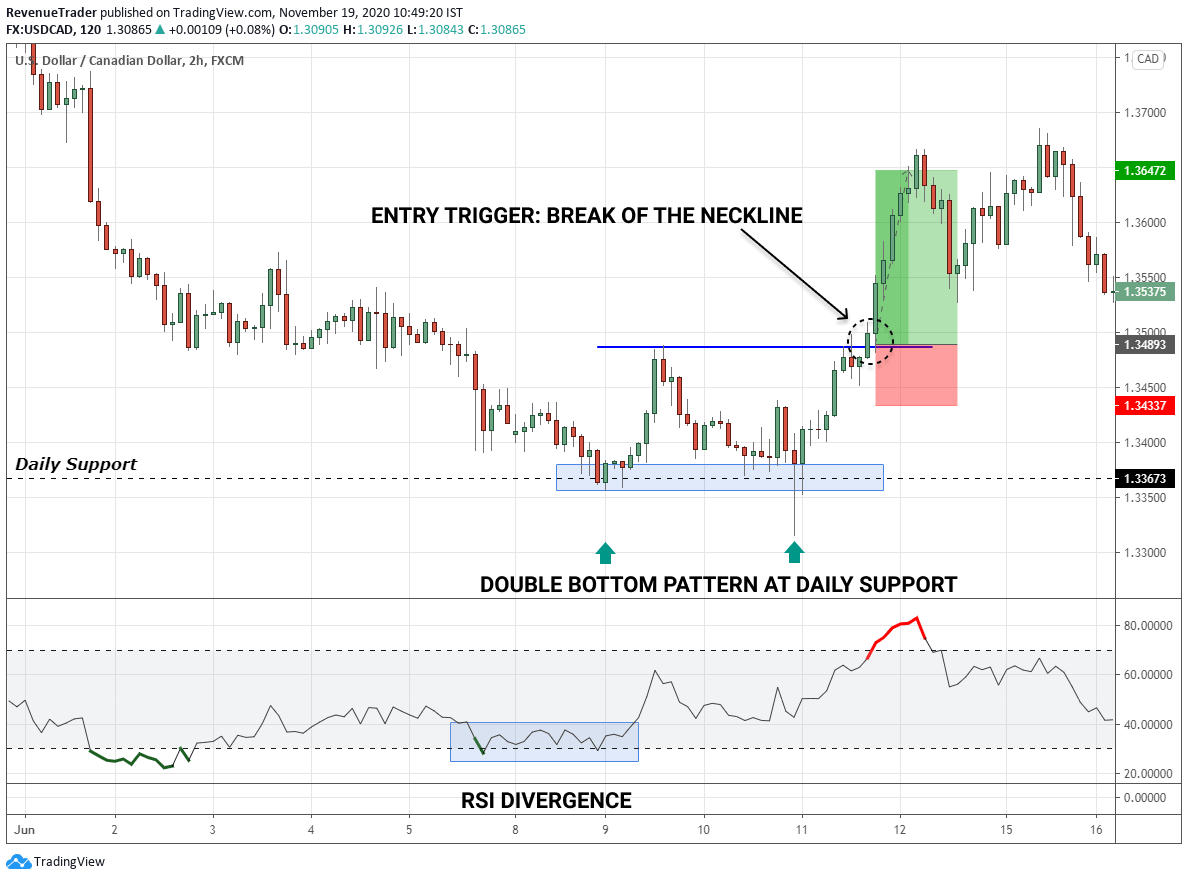 RevenueTrader published on TradingView.com, November 19, 2020 10:49:20 IST
FX:USDCAD, 120 1.30865 ▲ +0.00109 (+0.08%) O:1.30905 H:1.30926 L:1.30843 C:1.30865
U.S. Dollar / Canadian Dollar, 2h, FXCM
CAD
1.37000
1.36472
ENTRY TRIGGER: BREAK OF THE NECKLINE
1.36000
1.35500
1.35375
1.35000
1.34893
1.34500
1.34337
1.34000
Daily Support
1.33673
1.33500
1.33000
DOUBLE BOTTOM PATTERN AT DAILY SUPPORT
80.00000
60.00000
40.00000
20.00000
RSI DIVERGENCE
0.00000
Jun 2 3 4 5 8 9 10 11 12 15 16
TradingView